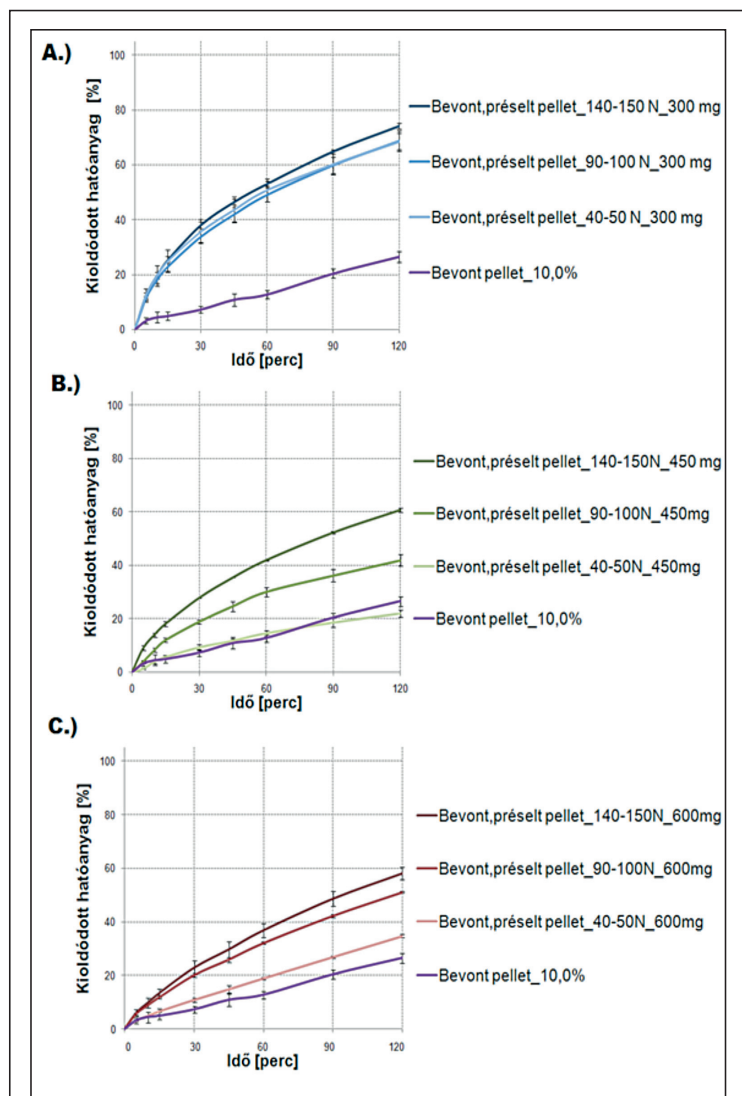 A.)
Kioldódott hatóanyag [%]
100
80
60
40
20
0
0 30 60 90 120
Idő [perc]
Bevont,préselt pellet_140-150 N_300 mg
Bevont,préselt pellet_90-100 N_300 mg
Bevont,préselt pellet_40-50 N_300 mg
Bevont pellet_10,0%
B.)
Kioldódott hatóanyag [%]
100
80
60
40
20
0
0 30 60 90 120
Idő [perc]
Bevont,préselt pellet_140-150N_450 mg
Bevont,préselt pellet_90-100N_450mg
Bevont,préselt pellet_40-50N_450mg
Bevont pellet_10,0%
C.)
Kioldódott hatóanyag [%]
100
80
60
40
20
0
0 30 60 90 120
Idő [perc]
Bevont,préselt pellet_140-150N_600mg
Bevont,préselt pellet_90-100N_600mg
Bevont,préselt pellet_40-50N_600mg
Bevont pellet_10,0%